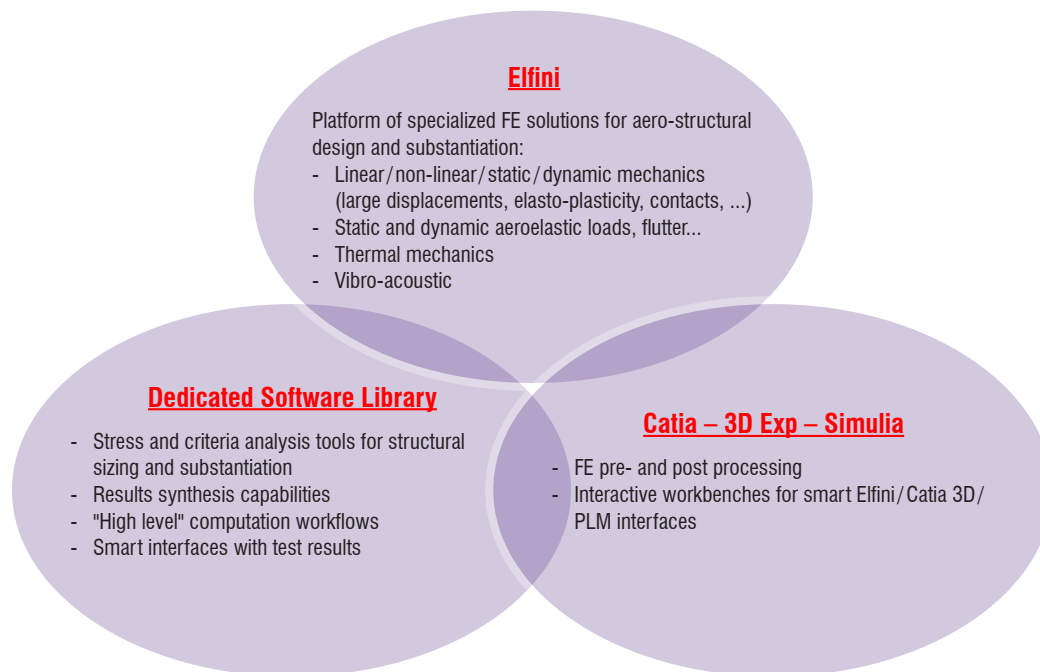 Elfini
Platform of specialized FE solutions for aero-structural
design and substantiation:
- Linear/non-linear/static/dynamic mechanics
(large displacements, elasto-plasticity, contacts, ...)
- Static and dynamic aeroelastic loads, flutter...
- Thermal mechanics
- Vibro-acoustic
Dedicated Software Library
- Stress and criteria analysis tools for structural
sizing and substantiation
- Results synthesis capabilities
- "High level" computation workflows
- Smart interfaces with test results
Catia – 3D Exp – Simulia
- FE pre- and post processing
- Interactive workbenches for smart Elfini/Catia 3D/
PLM interfaces